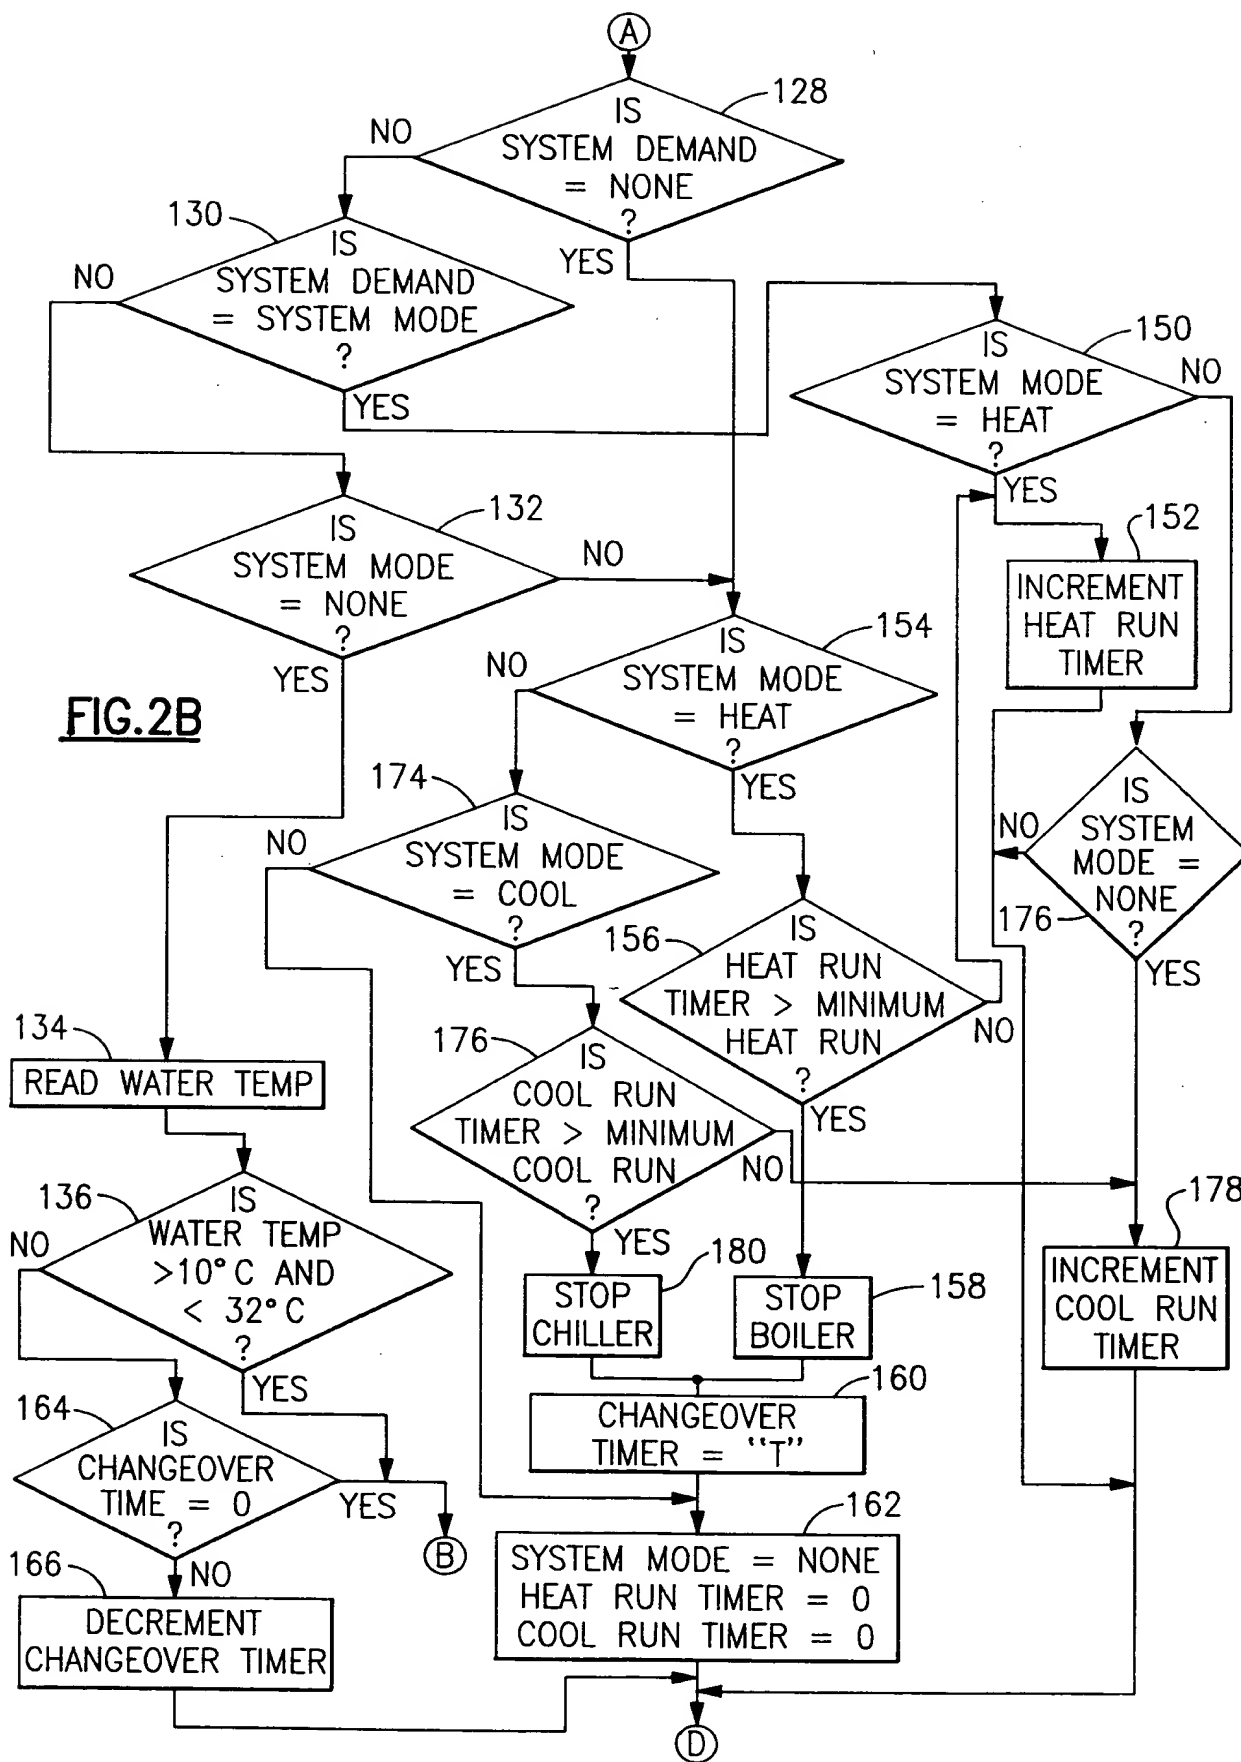 A
128
IS
SYSTEM DEMAND
= NONE
?
NO
YES
130
IS
SYSTEM DEMAND
= SYSTEM MODE
?
NO
YES
150
IS
SYSTEM MODE
= HEAT
?
NO
YES
132
IS
SYSTEM MODE
= NONE
?
NO
YES
152
INCREMENT
HEAT RUN
TIMER
FIG.2B
154
IS
SYSTEM MODE
= HEAT
?
NO
YES
174
IS
SYSTEM MODE
= COOL
?
NO
YES
IS
SYSTEM
MODE =
NONE
?
176
NO
YES
156
IS
HEAT RUN
TIMER > MINIMUM
HEAT RUN
?
NO
YES
134
READ WATER TEMP
176
IS
COOL RUN
TIMER > MINIMUM
COOL RUN
?
NO
YES
136
IS
WATER TEMP
>10°C AND
< 32°C
?
NO
YES
180
STOP
CHILLER
158
STOP
BOILER
178
INCREMENT
COOL RUN
TIMER
164
IS
CHANGEOVER
TIME = 0
?
YES
NO
160
CHANGEOVER
TIMER = "T"
B
162
SYSTEM MODE = NONE
HEAT RUN TIMER = 0
COOL RUN TIMER = 0
166
DECREMENT
CHANGEOVER TIMER
D